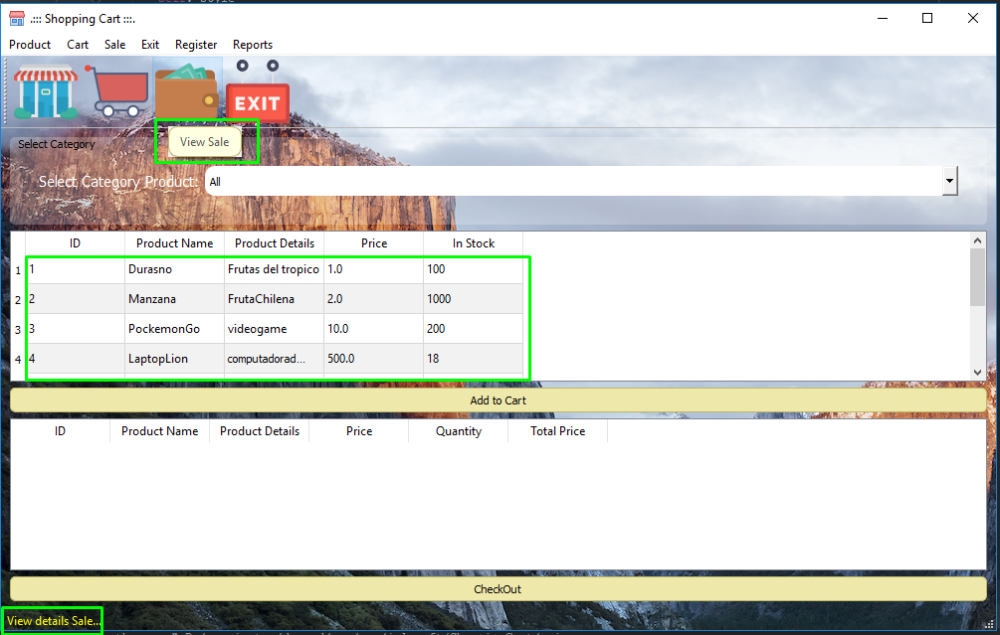 .::: Shopping Cart :::.
Product Cart Sale Exit Register Reports
EXIT
View Sale
Select Category
Select Category Product: All
ID Product Name Product Details Price In Stock
1 1 Durasno Frutas del tropico 1.0 100
2 2 Manzana FrutaChilena 2.0 1000
3 3 PockemonGo videogame 10.0 200
4 4 LaptopLion computadorad... 500.0 18
Add to Cart
ID Product Name Product Details Price Quantity Total Price
CheckOut
View details Sale...